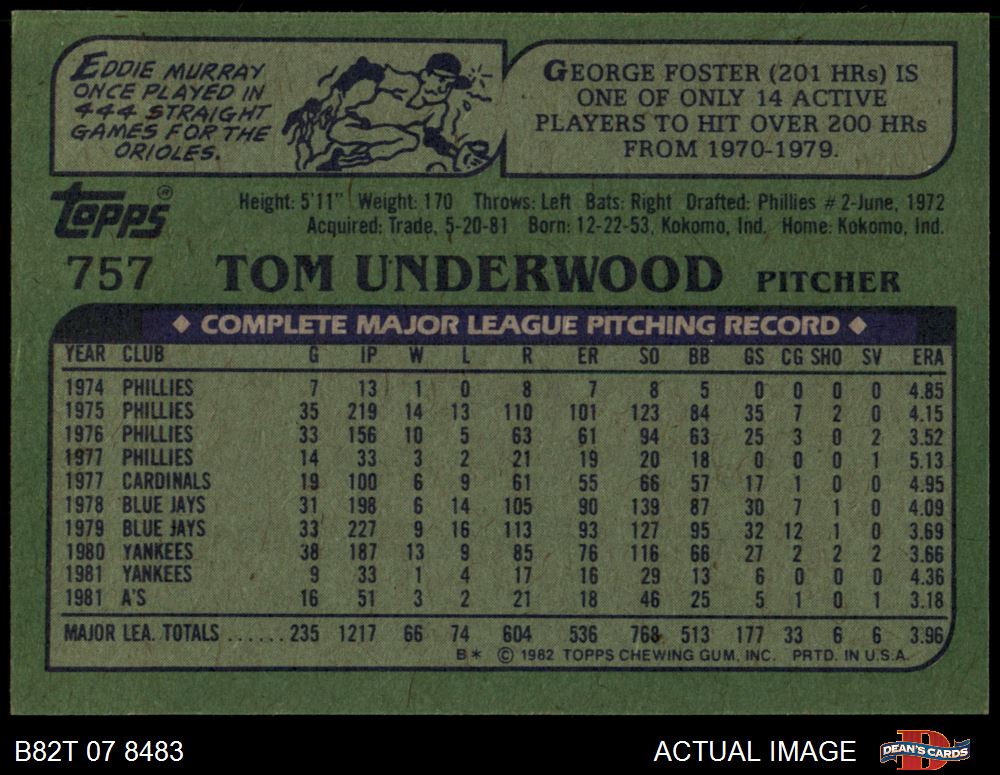 EDDIE MURRAY
ONCE PLAYED IN
444 STRAIGHT
GAMES FOR THE
ORIOLES.
GEORGE FOSTER (201 HRs) IS
ONE OF ONLY 14 ACTIVE
PLAYERS TO HIT OVER 200 HRs
FROM 1970-1979.
topps®
Height: 5'11" Weight: 170 Throws: Left Bats: Right Drafted: Phillies #2-June, 1972
Acquired: Trade, 5-20-81 Born: 12-22-53, Kokomo, Ind. Home: Kokomo, Ind.
757 TOM UNDERWOOD PITCHER
◆ COMPLETE MAJOR LEAGUE PITCHING RECORD ◆
YEAR CLUB G IP W L R ER SO BB GS CG SHO SV ERA
1974 PHILLIES 7 13 1 0 8 7 8 5 0 0 0 0 4.85
1975 PHILLIES 35 219 14 13 110 101 123 84 35 7 2 0 4.15
1976 PHILLIES 33 156 10 5 63 61 94 63 25 3 0 2 3.52
1977 PHILLIES 14 33 3 2 21 19 20 18 0 0 0 1 5.13
1977 CARDINALS 19 100 6 9 61 55 66 57 17 1 0 0 4.95
1978 BLUE JAYS 31 198 6 14 105 90 139 87 30 7 1 0 4.09
1979 BLUE JAYS 33 227 9 16 113 93 127 95 32 12 1 0 3.69
1980 YANKEES 38 187 13 9 85 76 116 66 27 2 2 2 3.66
1981 YANKEES 9 33 1 4 17 16 29 13 6 0 0 0 4.36
1981 A'S 16 51 3 2 21 18 46 25 5 1 0 1 3.18
MAJOR LEA. TOTALS ...... 235 1217 66 74 604 536 768 513 177 33 6 6 3.96
B* © 1982 TOPPS CHEWING GUM, INC. PRTD. IN U.S.A.
B82T 07 8483 ACTUAL IMAGE D DEAN'S CARDS